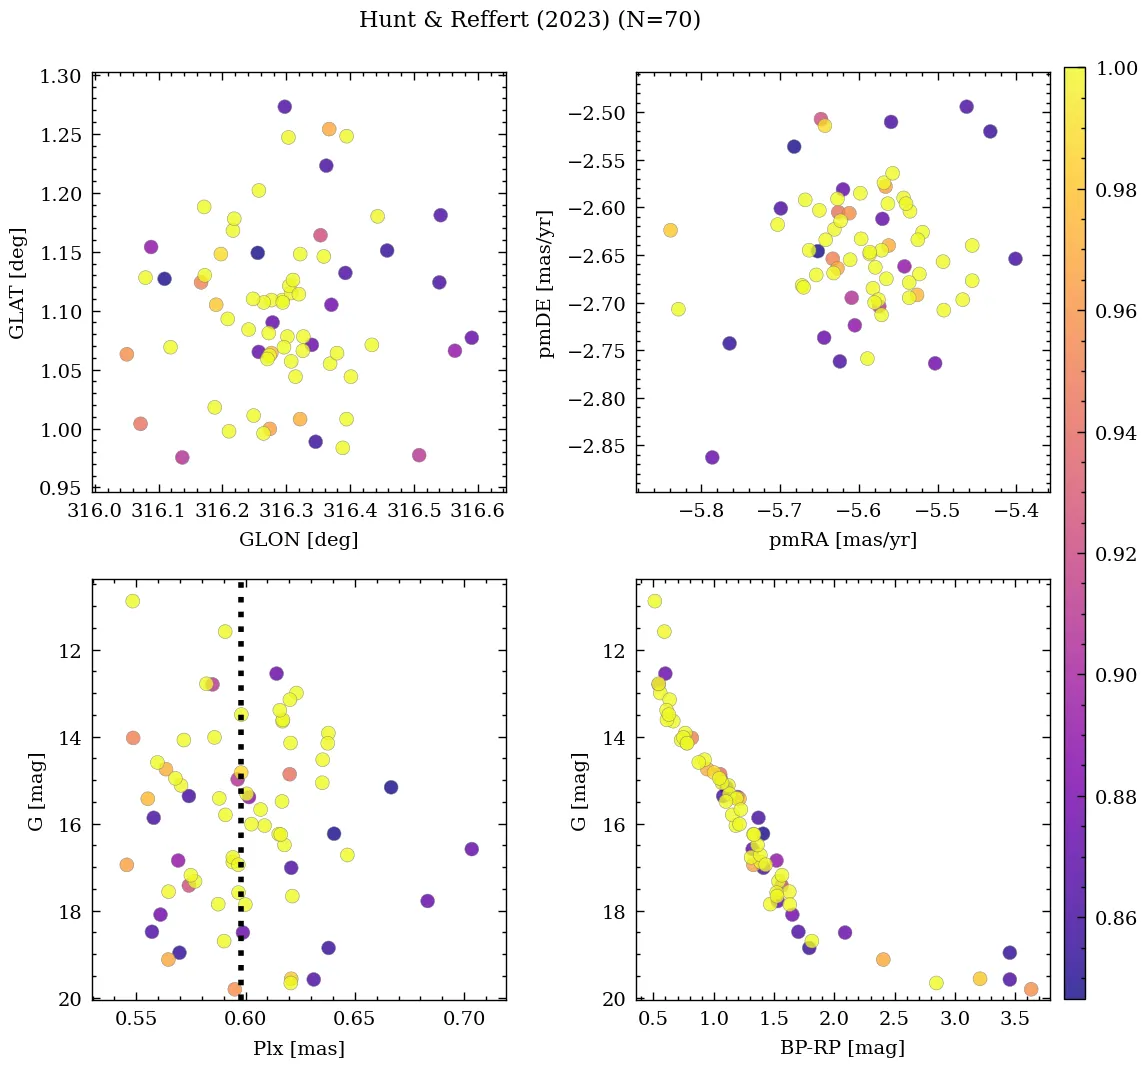 Hunt & Reffert (2023) (N=70)
1.30
1.25
1.20
1.15
1.10
1.05
1.00
0.95
GLAT [deg]
316.0 316.1 316.2 316.3 316.4 316.5 316.6
GLON [deg]
−2.50
−2.55
−2.60
−2.65
−2.70
−2.75
−2.80
−2.85
pmDE [mas/yr]
−5.8 −5.7 −5.6 −5.5 −5.4
pmRA [mas/yr]
1.00
0.98
0.96
0.94
0.92
0.90
0.88
0.86
12
14
16
18
20
G [mag]
0.55 0.60 0.65 0.70
Plx [mas]
12
14
16
18
20
G [mag]
0.5 1.0 1.5 2.0 2.5 3.0 3.5
BP-RP [mag]